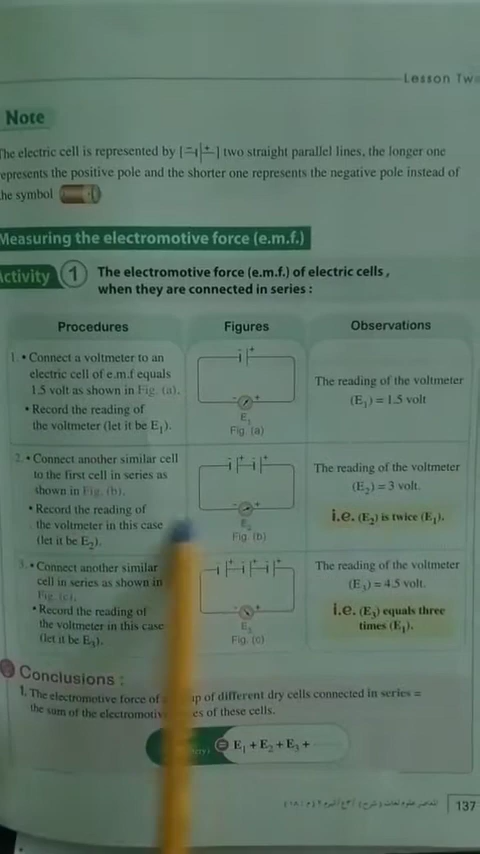 Lesson Tw
Note
The electric cell is represented by [ − + ] two straight parallel lines, the longer one
represents the positive pole and the shorter one represents the negative pole instead of
the symbol
Measuring the electromotive force (e.m.f.)
Activity 1 The electromotive force (e.m.f.) of electric cells,
when they are connected in series :
Procedures Figures Observations
1. • Connect a voltmeter to an
electric cell of e.m.f equals
1.5 volt as shown in Fig. (a).
• Record the reading of
the voltmeter (let it be E₁).
− +
− +
E₁
Fig. (a)
The reading of the voltmeter
(E₁) = 1.5 volt
2. • Connect another similar cell
to the first cell in series as
shown in Fig. (b).
• Record the reading of
the voltmeter in this case
(let it be E₂).
− + − +
− +
E₂
Fig. (b)
The reading of the voltmeter
(E₂) = 3 volt.
i.e. (E₂) is twice (E₁).
3. • Connect another similar
cell in series as shown in
Fig. (c).
• Record the reading of
the voltmeter in this case
(let it be E₃).
− + − + − +
− +
E₃
Fig. (c)
The reading of the voltmeter
(E₃) = 4.5 volt.
i.e. (E₃) equals three
times (E₁).
Conclusions :
1. The electromotive force of up of different dry cells connected in series =
the sum of the electromotive es of these cells.
= E₁ + E₂ + E₃ + ........
137